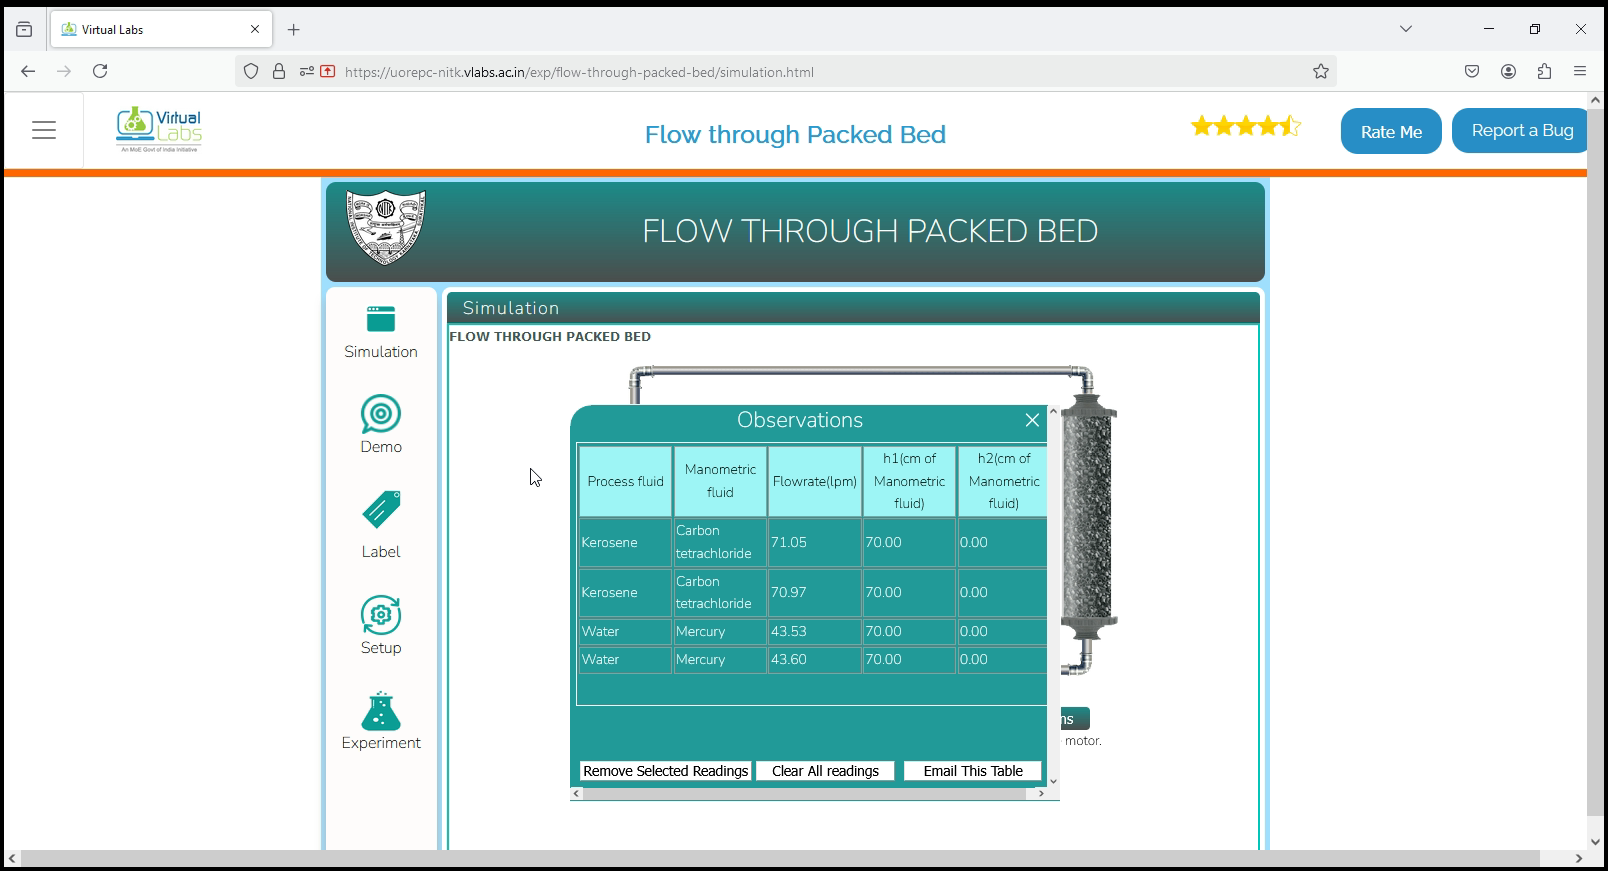 Virtual Labs
https://uorepc-nitk.vlabs.ac.in/exp/flow-through-packed-bed/simulation.html
Virtual
Labs
An MoE Govt of India Initiative
Flow through Packed Bed
Rate Me
Report a Bug
FLOW THROUGH PACKED BED
Simulation
Simulation
FLOW THROUGH PACKED BED
Demo
Label
Setup
Experiment
Observations
Process fluid Manometric fluid Flowrate(lpm) h1(cm of Manometric fluid) h2(cm of Manometric fluid)
Kerosene Carbon tetrachloride 71.05 70.00 0.00
Kerosene Carbon tetrachloride 70.97 70.00 0.00
Water Mercury 43.53 70.00 0.00
Water Mercury 43.60 70.00 0.00
ns
motor.
Remove Selected Readings Clear All readings Email This Table